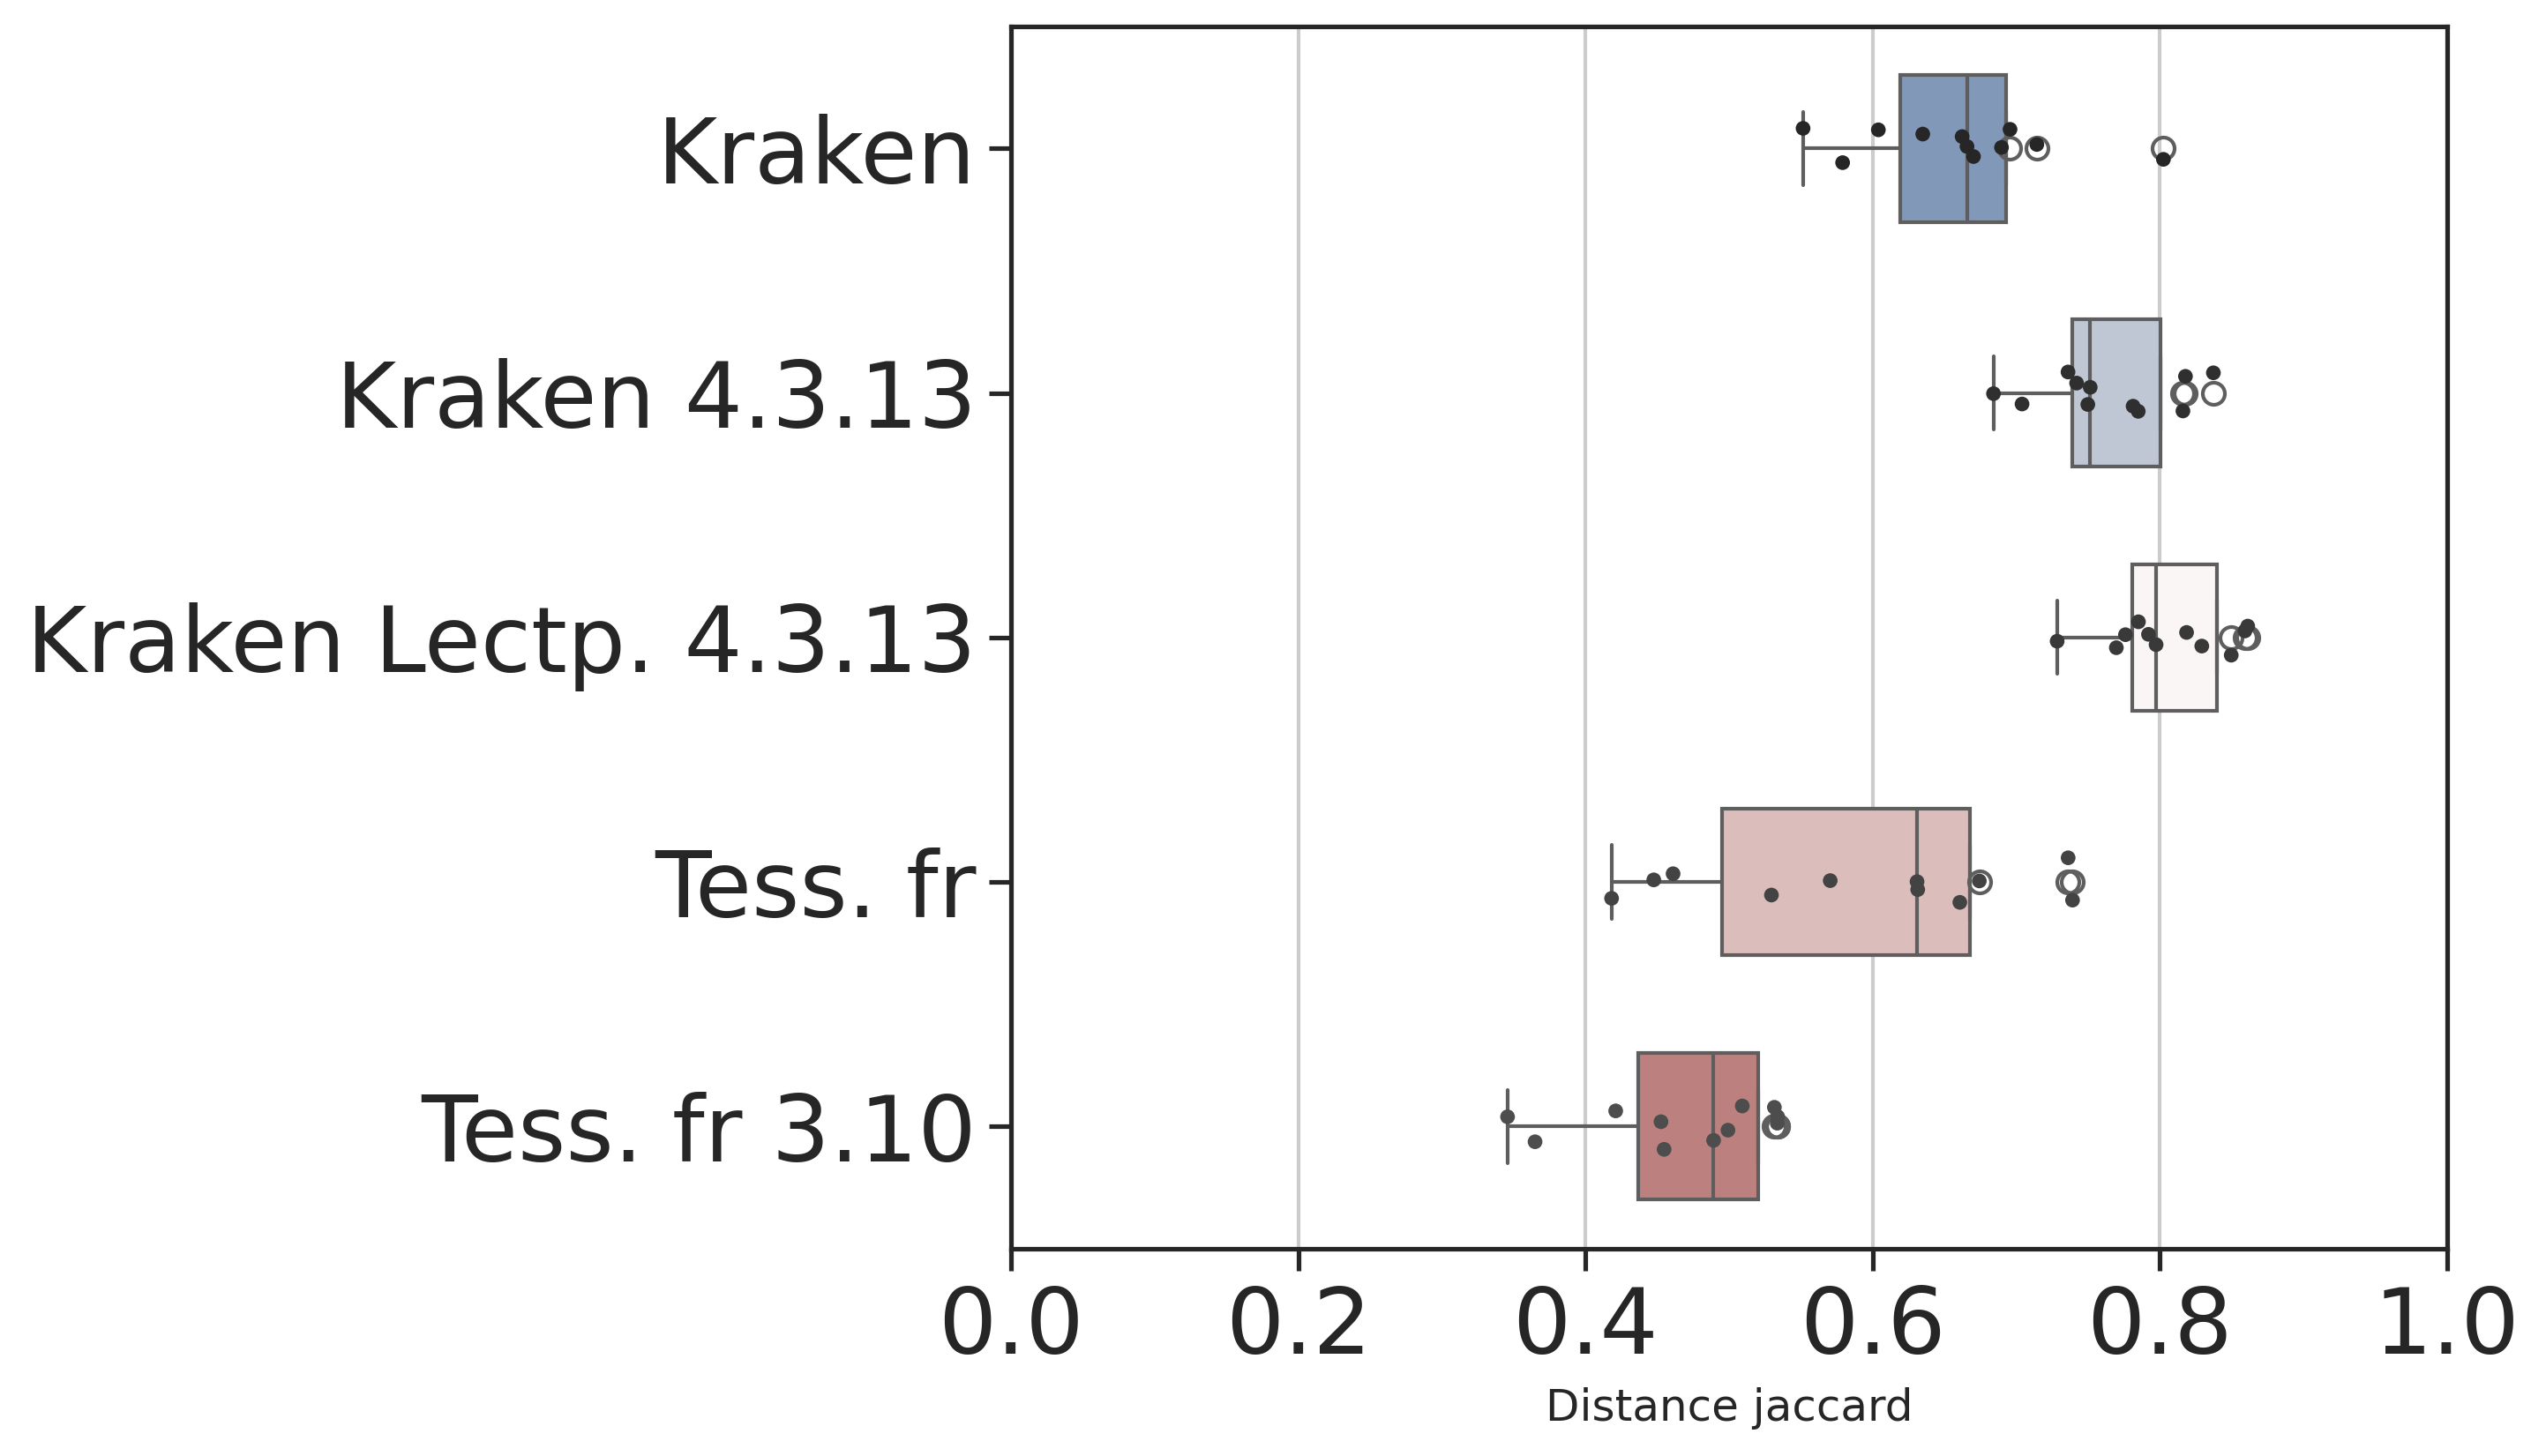 Kraken
Kraken 4.3.13
Kraken Lectp. 4.3.13
Tess. fr
Tess. fr 3.10
0.0 0.2 0.4 0.6 0.8 1.0
Distance jaccard